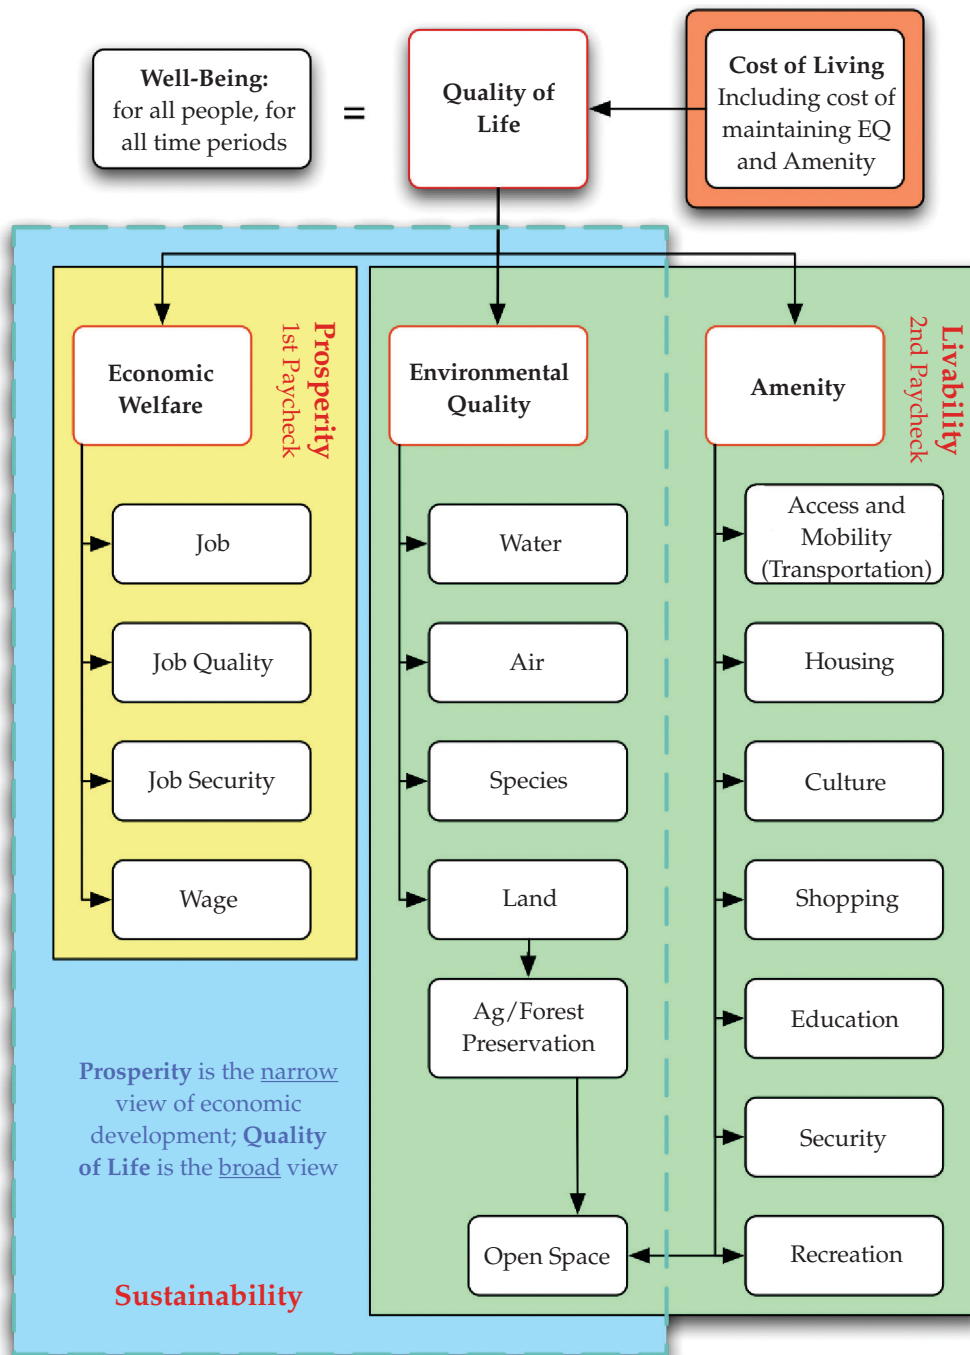 Well-Being:
for all people, for
all time periods
=
Quality of
Life
Cost of Living
Including cost of
maintaining EQ
and Amenity
Prosperity
1st Paycheck
Livability
2nd Paycheck
Economic
Welfare
Environmental
Quality
Amenity
Job
Job Quality
Job Security
Wage
Water
Air
Species
Land
Ag/Forest
Preservation
Open Space
Access and
Mobility
(Transportation)
Housing
Culture
Shopping
Education
Security
Recreation
Prosperity is the narrow
view of economic
development; Quality
of Life is the broad view
Sustainability